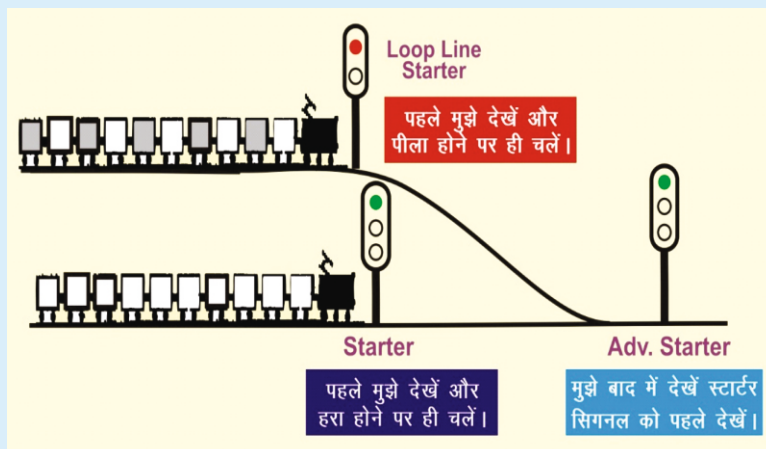 Loop Line
Starter
पहले मुझे देखें और
पीला होने पर ही चलें।
Starter
Adv. Starter
पहले मुझे देखें और
हरा होने पर ही चलें।
मुझे बाद में देखें स्टार्टर
सिगनल को पहले देखें।